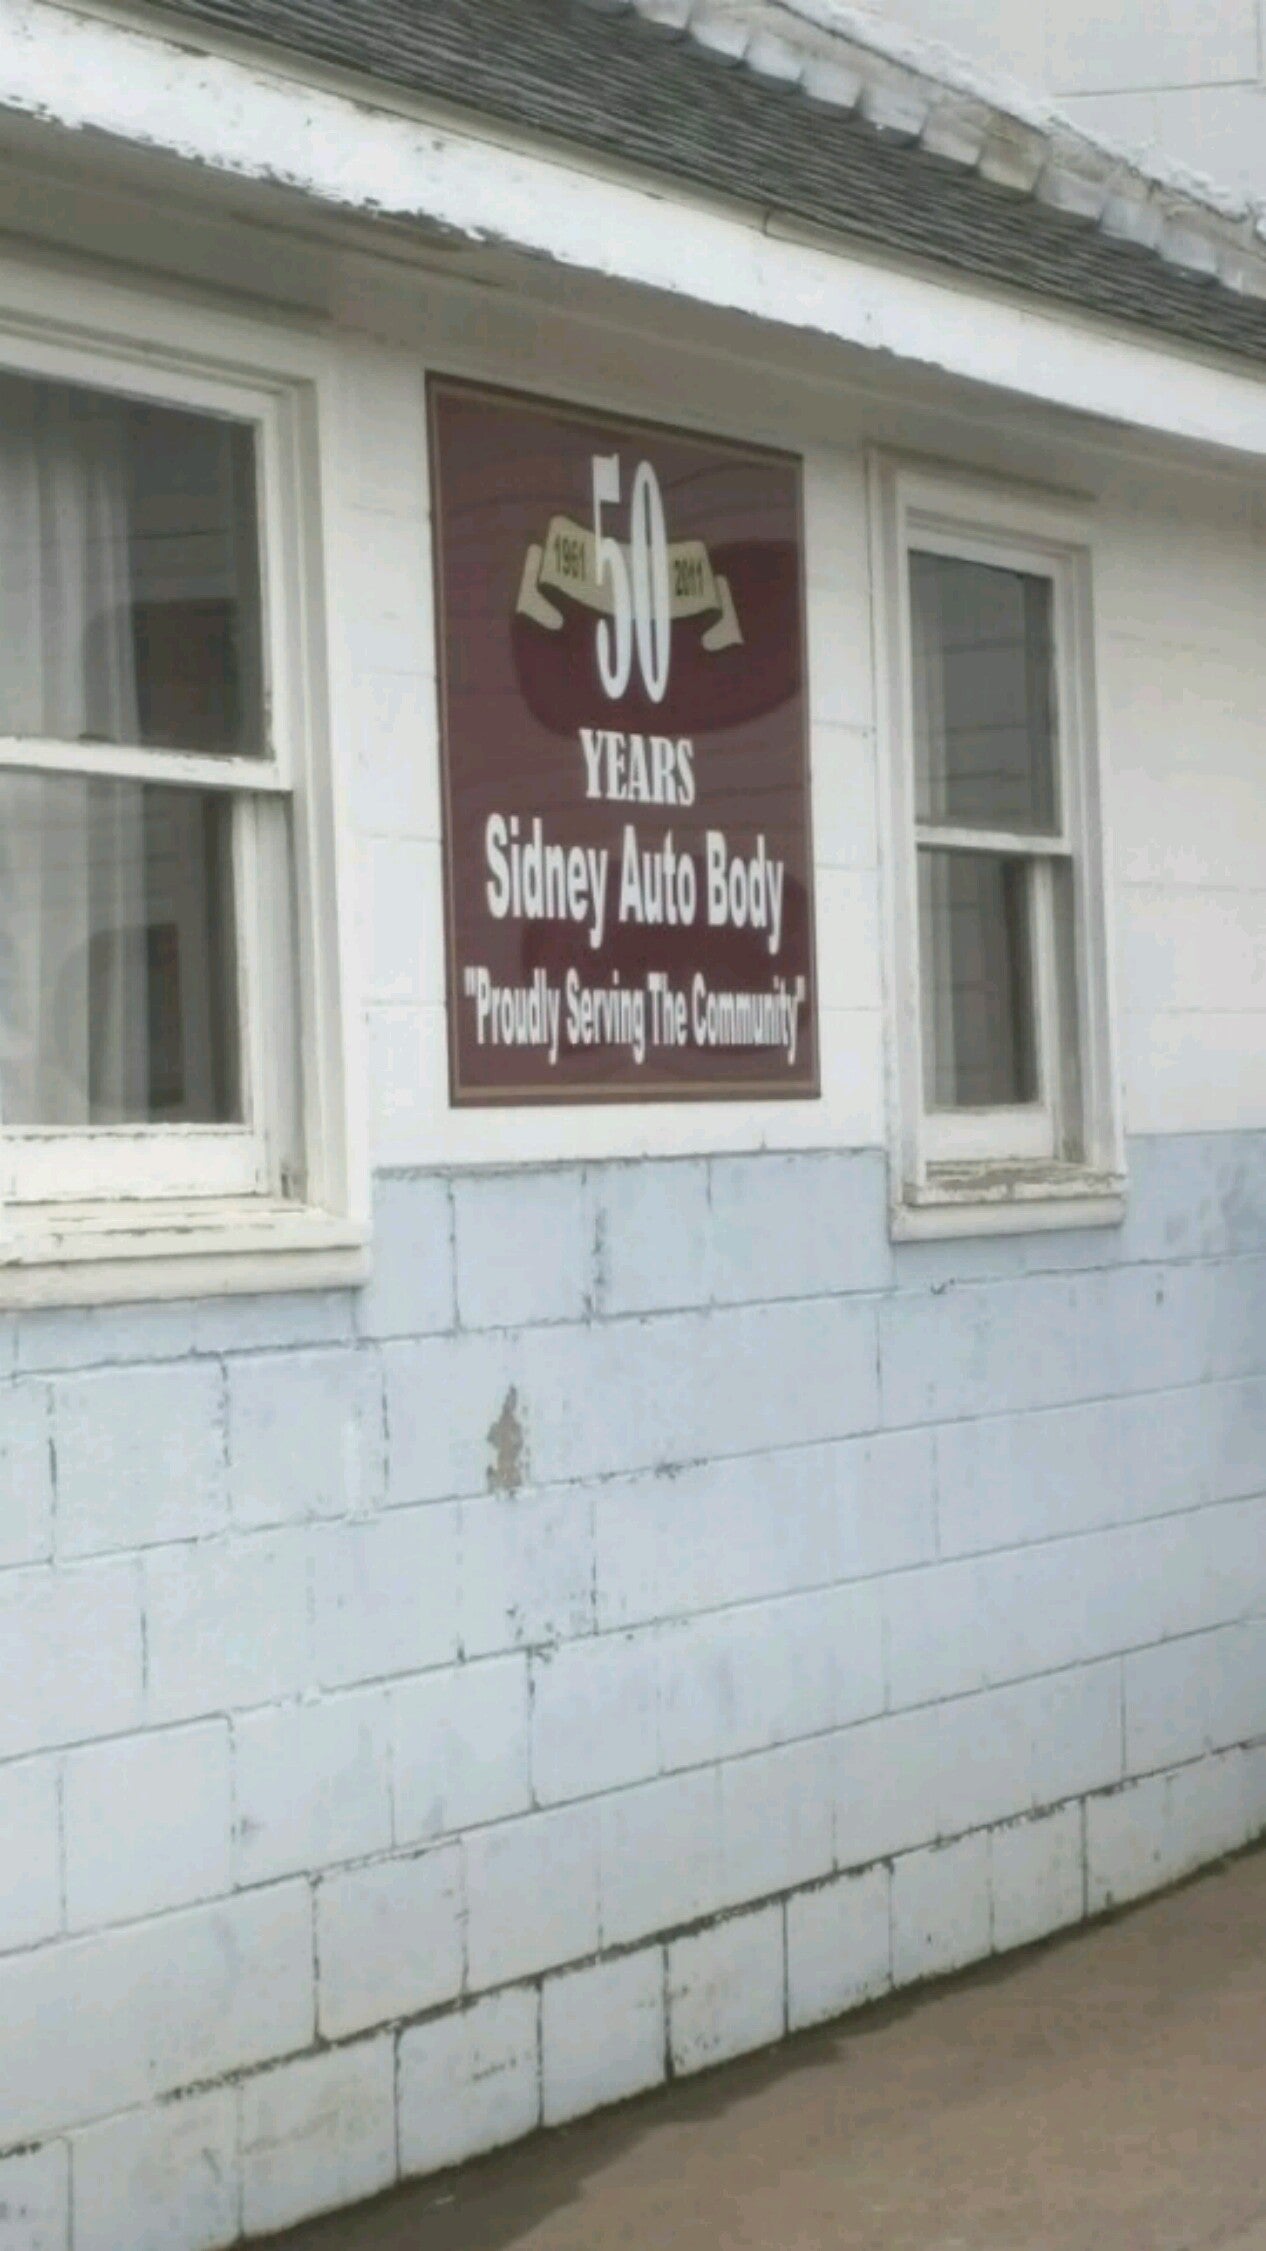 50
1961 2011
YEARS
Sidney Auto Body
"Proudly Serving The Community"